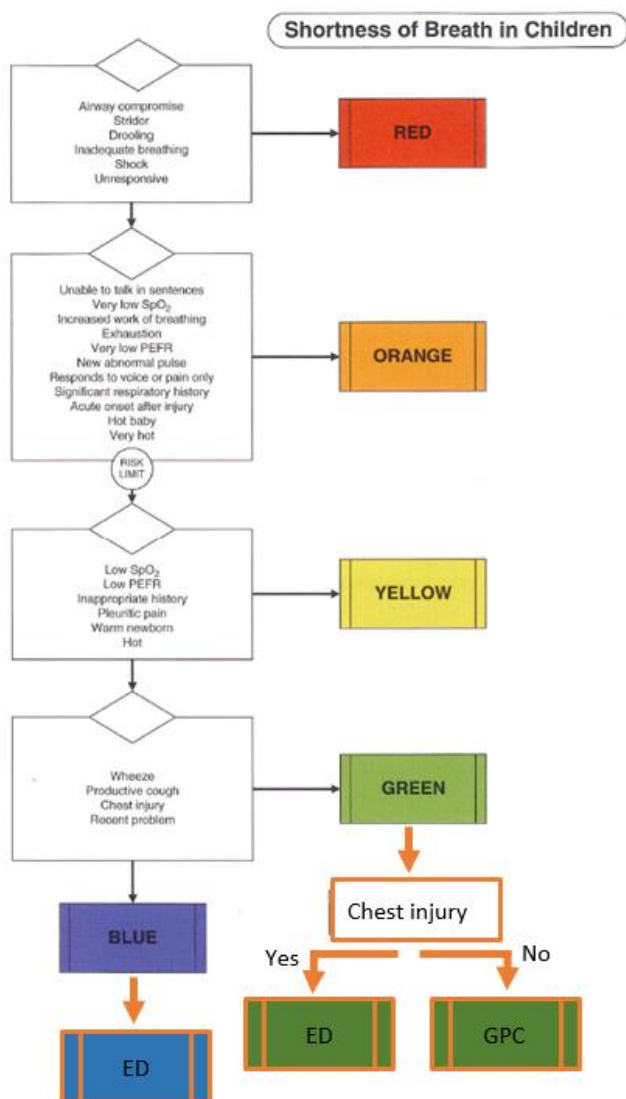 Shortness of Breath in Children
Airway compromise
Stridor
Drooling
Inadequate breathing
Shock
Unresponsive
RED
Unable to talk in sentences
Very low SpO₂
Increased work of breathing
Exhaustion
Very low PEFR
New abnormal pulse
Responds to voice or pain only
Significant respiratory history
Acute onset after injury
Hot baby
Very hot
ORANGE
RISK
LIMIT
Low SpO₂
Low PEFR
Inappropriate history
Pleuritic pain
Warm newborn
Hot
YELLOW
Wheeze
Productive cough
Chest injury
Recent problem
GREEN
Chest injury
Yes
No
BLUE
ED
GPC
ED